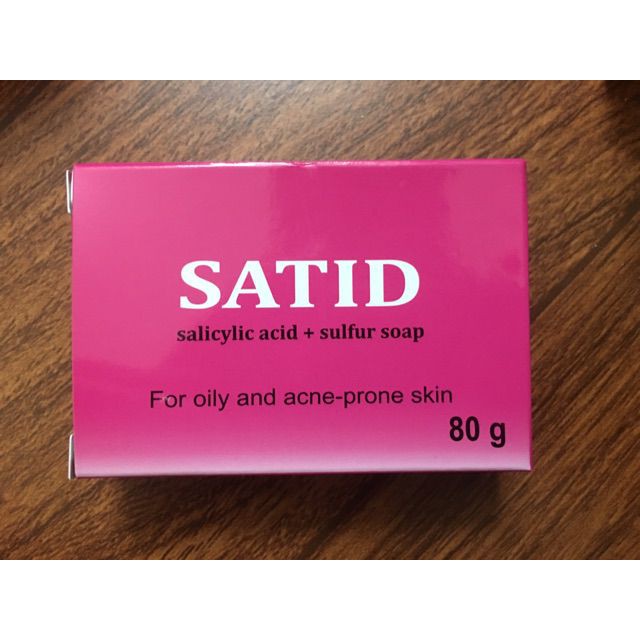 SATID
salicylic acid + sulfur soap
For oily and acne-prone skin
80 g